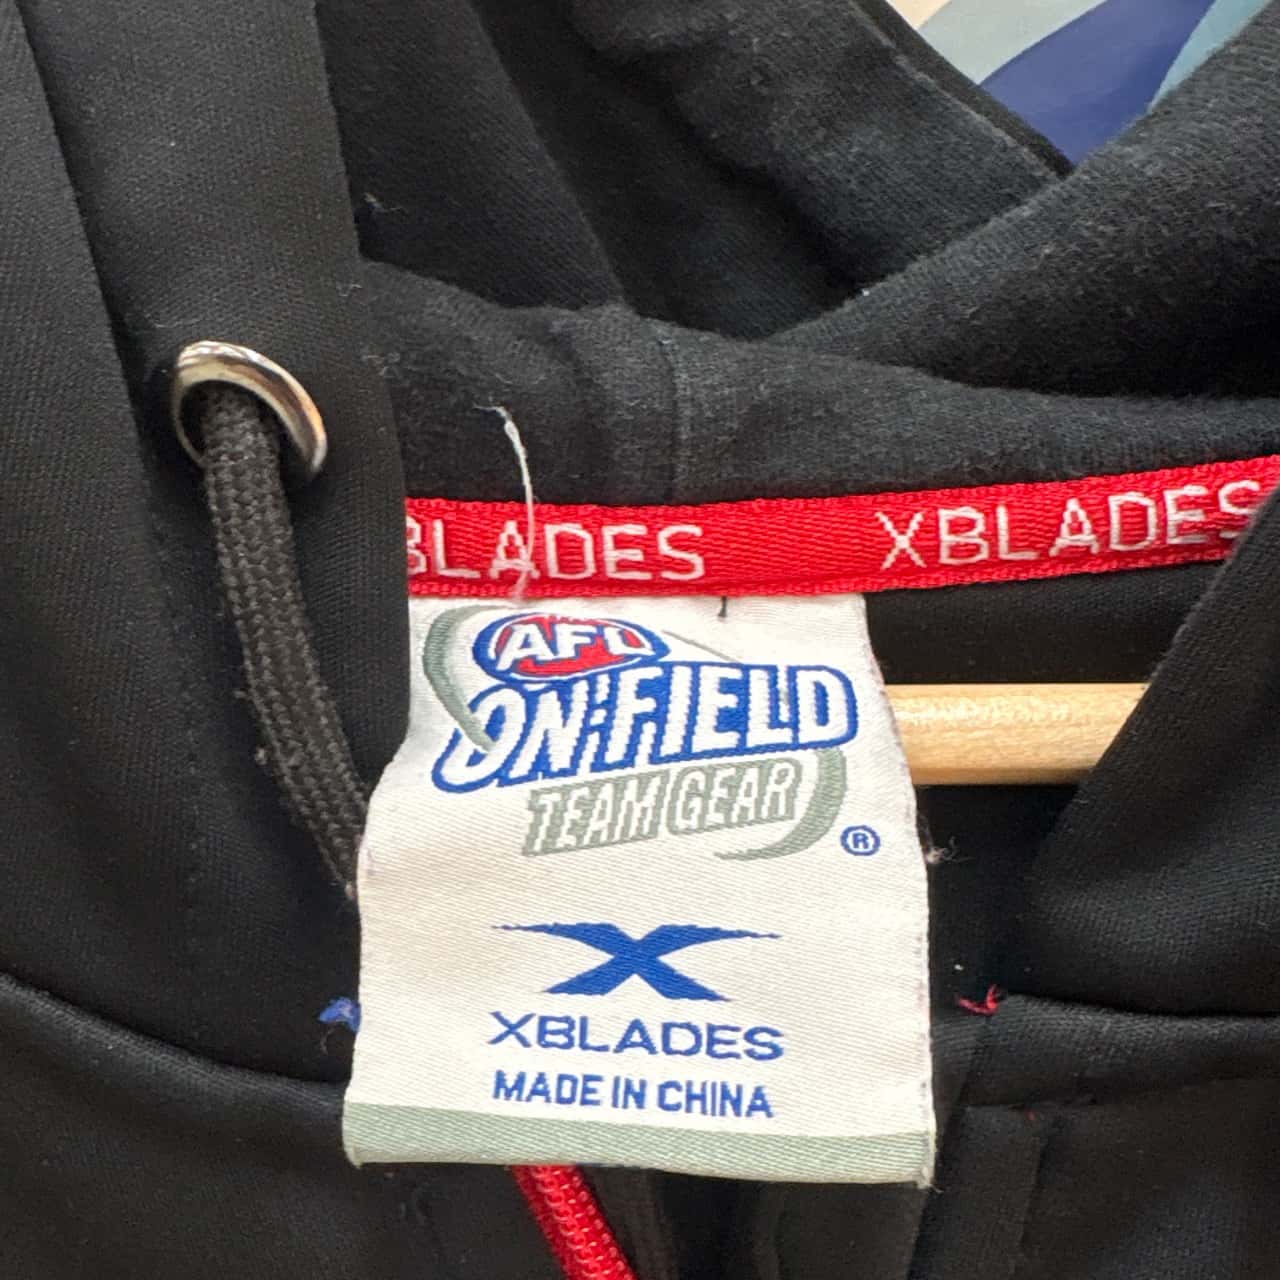 BLADES XBLADES
AFL
ON-FIELD
TEAM GEAR
®
XBLADES
MADE IN CHINA